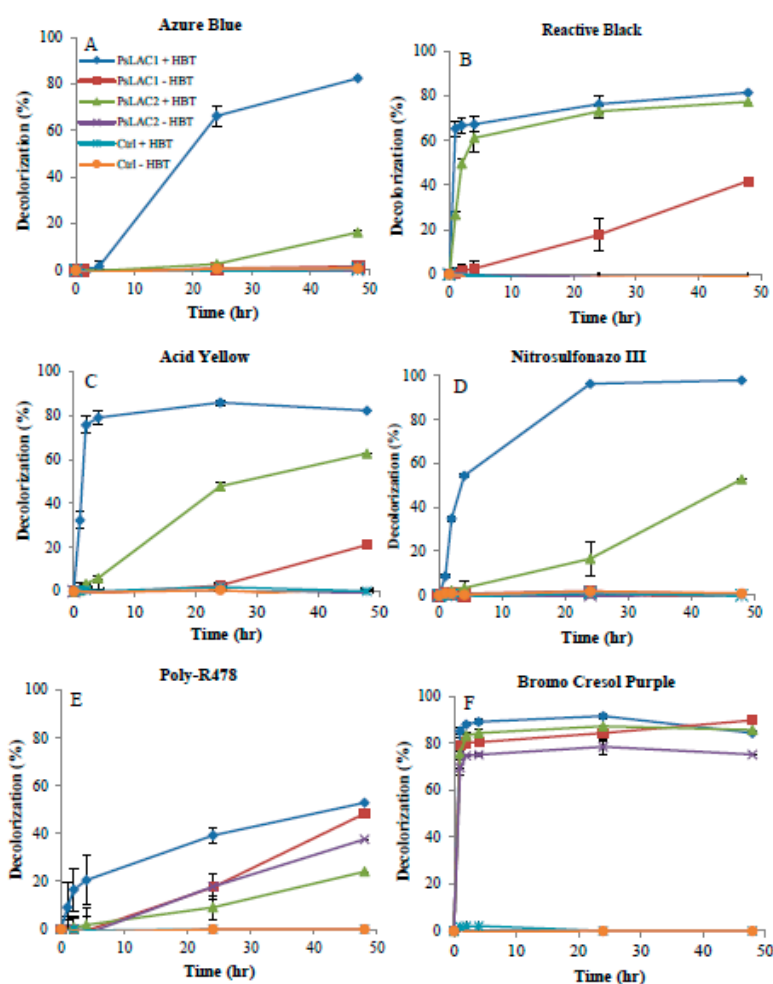 Azure Blue
A
PsLAC1 + HBT
PsLAC1 - HBT
PsLAC2 + HBT
PsLAC2 - HBT
Ctrl + HBT
Ctrl - HBT
Decolorization (%)
100
80
60
40
20
0
0 10 20 30 40 50
Time (hr)
Reactive Black
B
Decolorization (%)
100
80
60
40
20
0
0 10 20 30 40 50
Time (hr)
Acid Yellow
C
Decolorization (%)
100
80
60
40
20
0
0 10 20 30 40 50
Time (hr)
Nitrosulfonazo III
D
Decolorization (%)
100
80
60
40
20
0
0 10 20 30 40 50
Time (hr)
Poly-R478
E
Decolorization (%)
100
80
60
40
20
0
0 10 20 30 40 50
Time (hr)
Bromo Cresol Purple
F
Decolorization (%)
100
80
60
40
20
0
0 10 20 30 40 50
Time (hr)